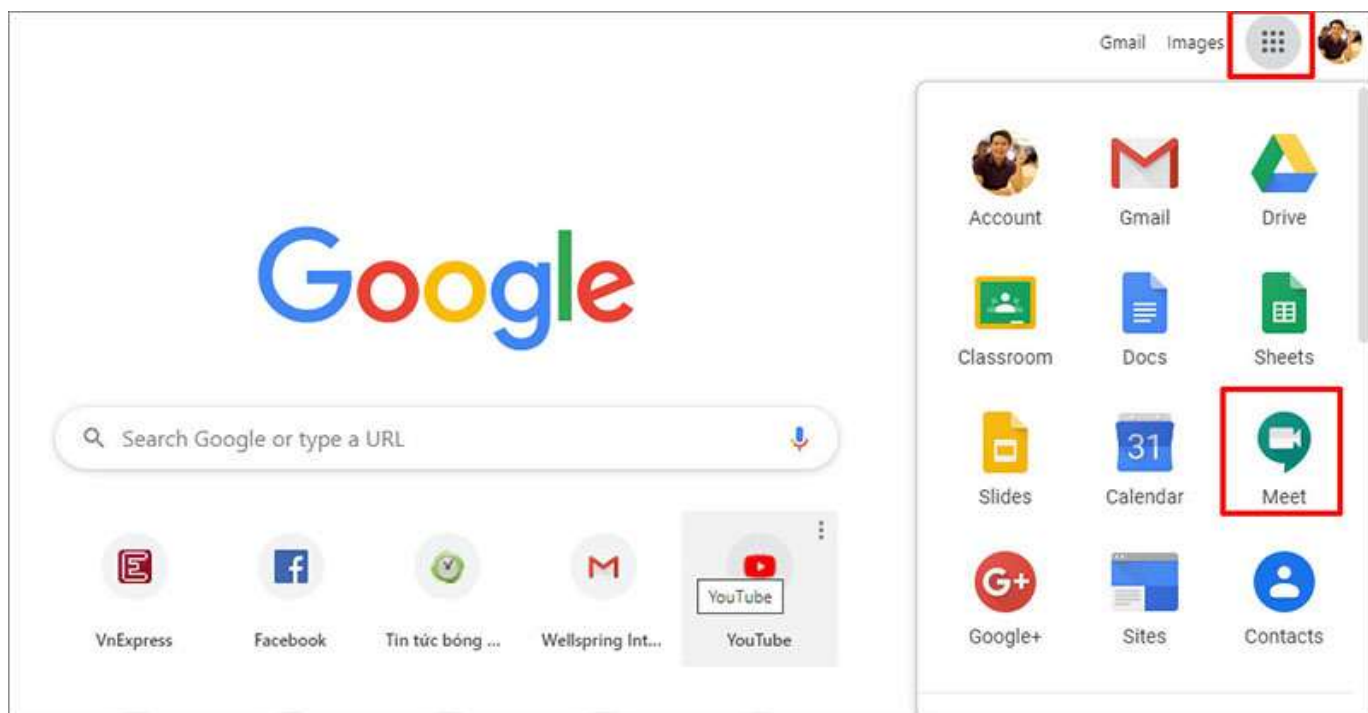 Gmail Images
Account Gmail Drive
Google
Classroom Docs Sheets
Search Google or type a URL
31
Slides Calendar Meet
G+
YouTube
Google+ Sites Contacts
VnExpress Facebook Tin tức bóng ... Wellspring Int... YouTube